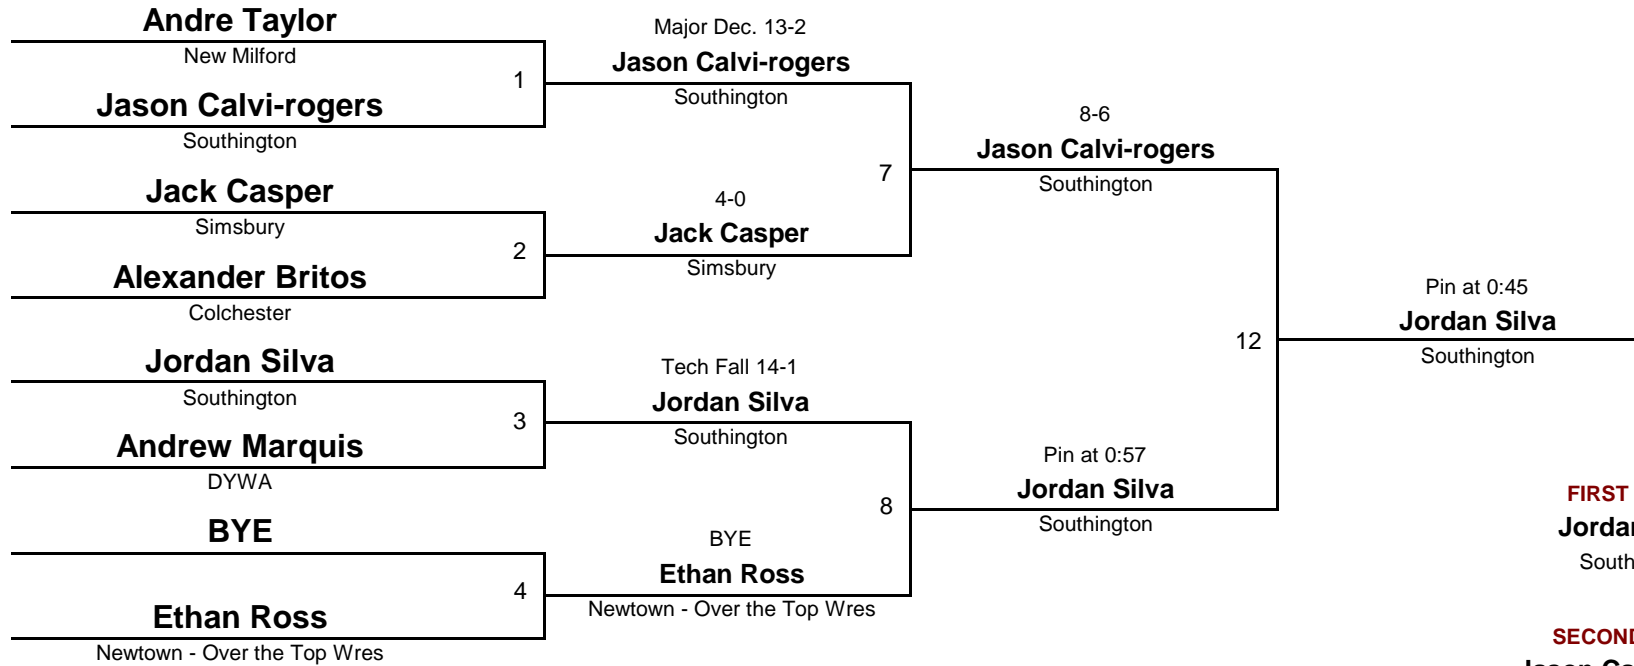 Andre Taylor
New Milford
1
Jason Calvi-rogers
Southington
Jack Casper
Simsbury
2
Alexander Britos
Colchester
Jordan Silva
Southington
3
Andrew Marquis
DYWA
BYE
4
Ethan Ross
Newtown - Over the Top Wres
Major Dec. 13-2
Jason Calvi-rogers
Southington
7
4-0
Jack Casper
Simsbury
Tech Fall 14-1
Jordan Silva
Southington
8
BYE
Ethan Ross
Newtown - Over the Top Wres
8-6
Jason Calvi-rogers
Southington
12
Pin at 0:57
Jordan Silva
Southington
Pin at 0:45
Jordan Silva
Southington
FIRST
Jorda
South
SECOND